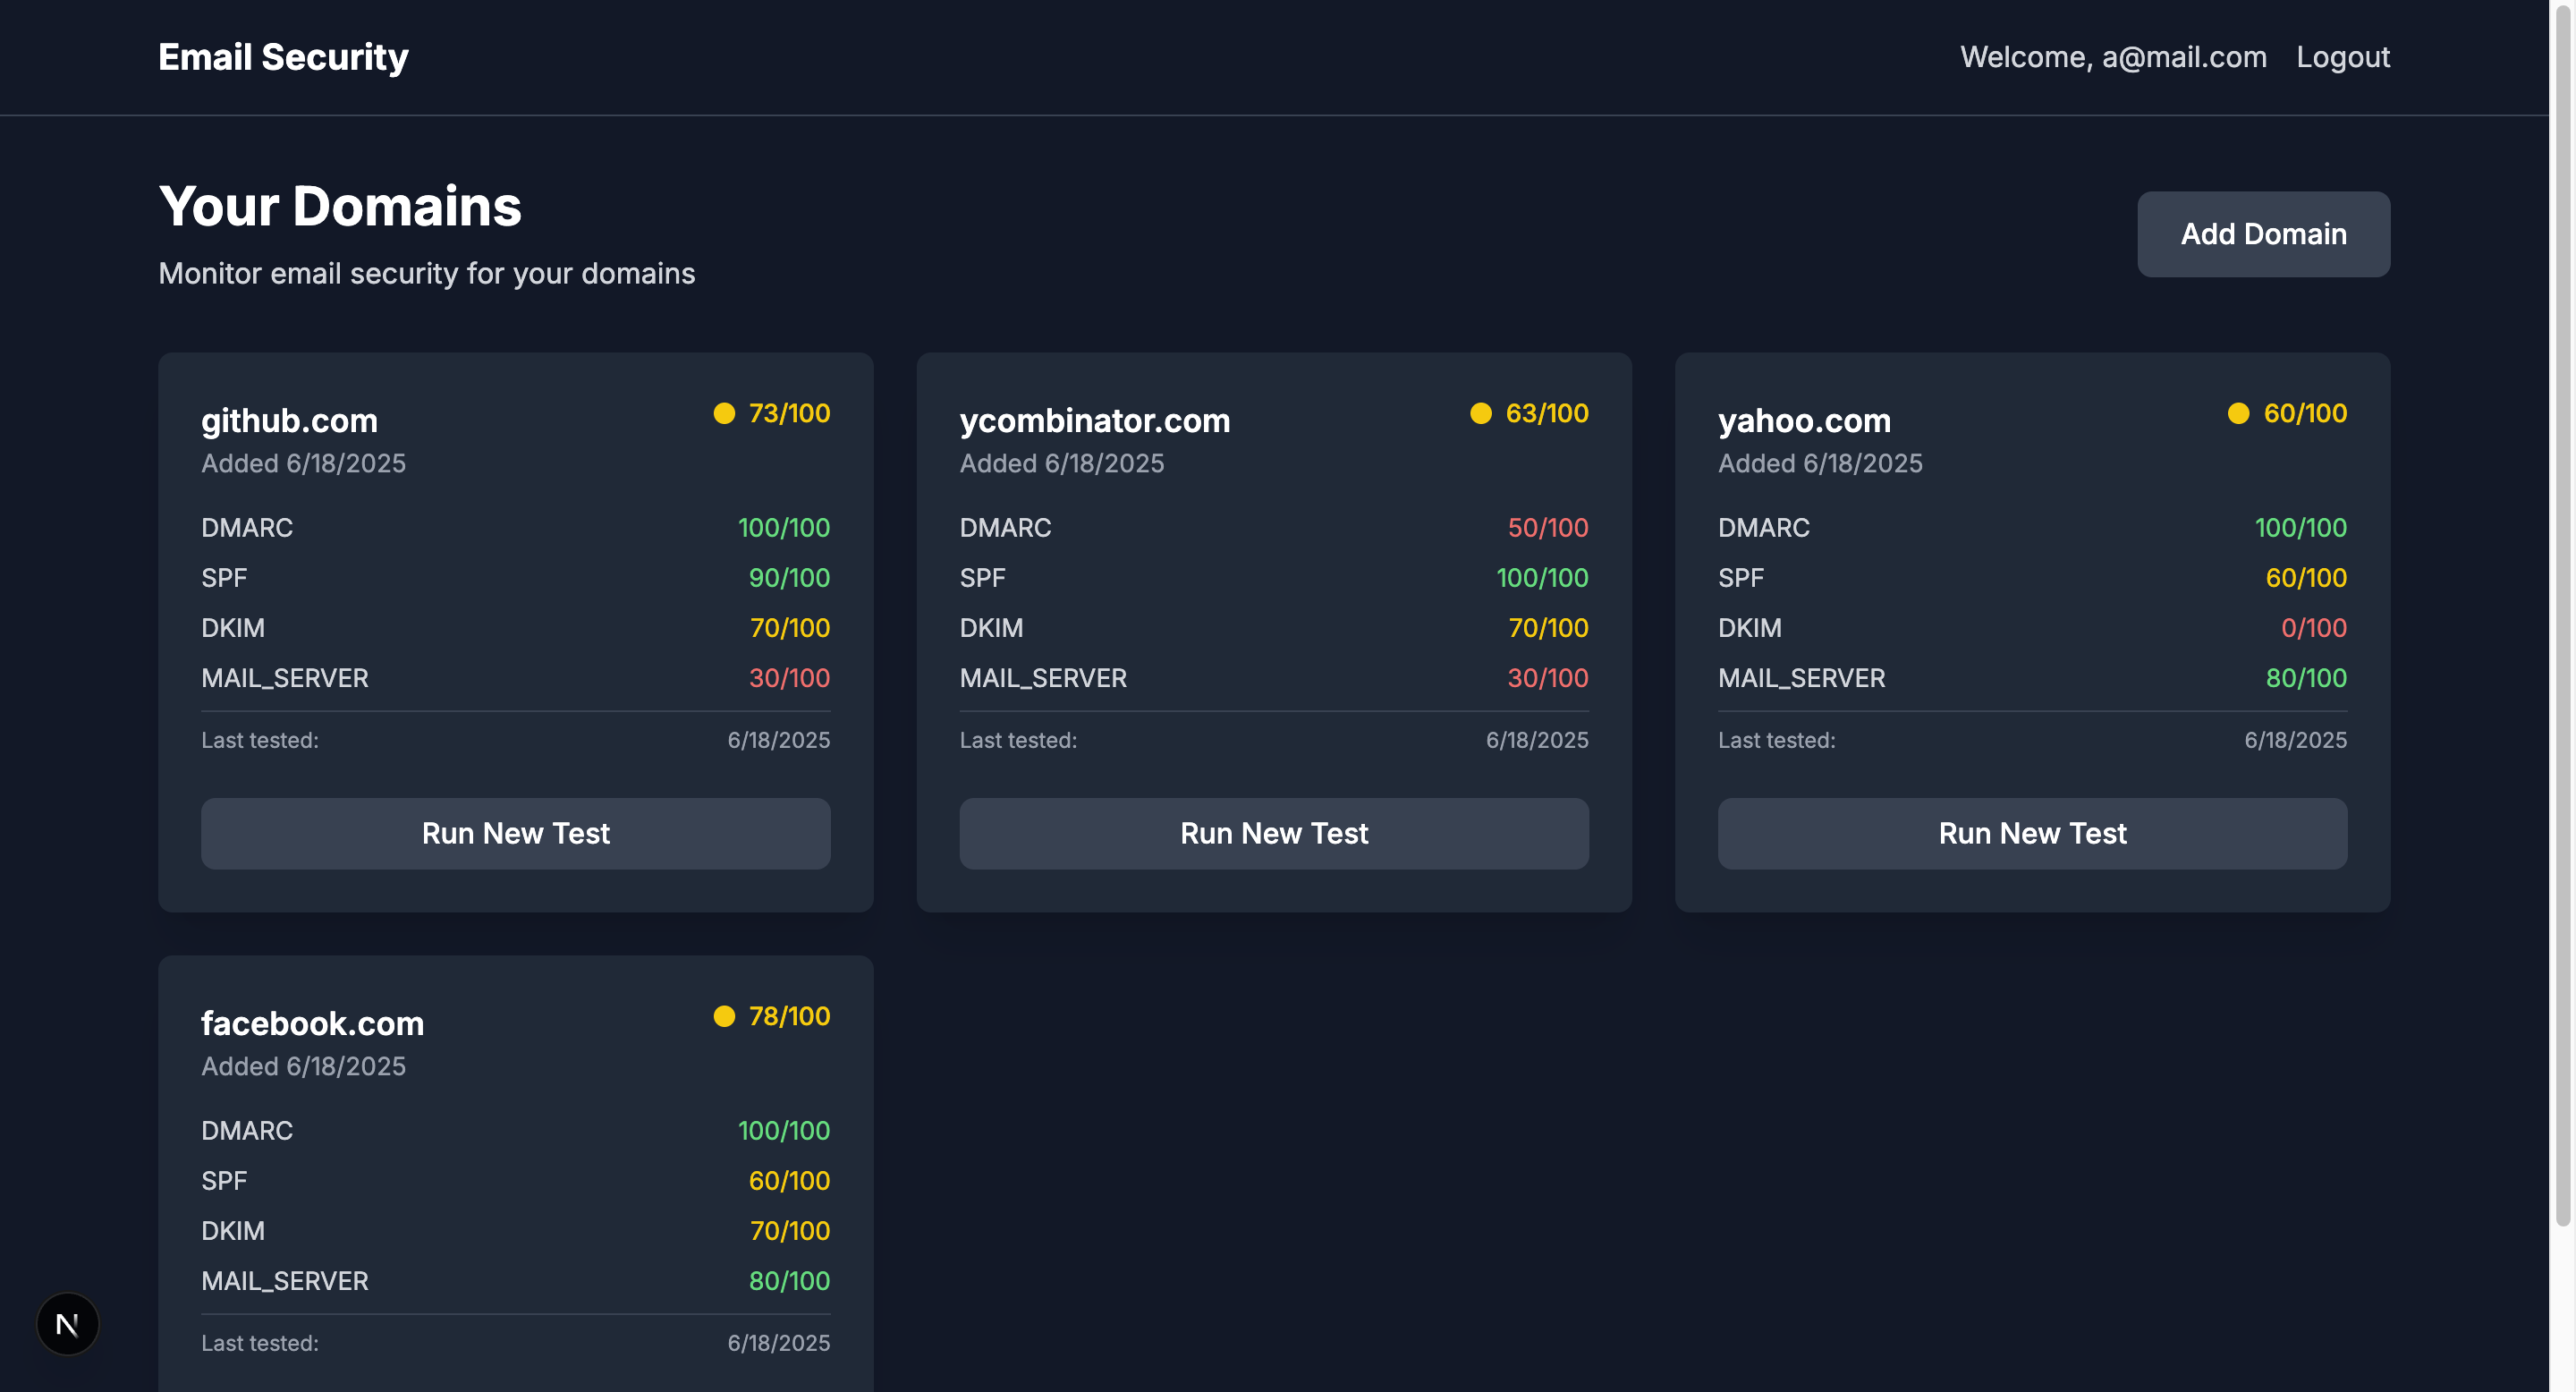 Email Security
Welcome, a@mail.com Logout
Your Domains
Monitor email security for your domains
Add Domain
github.com 73/100
Added 6/18/2025
DMARC 100/100
SPF 90/100
DKIM 70/100
MAIL_SERVER 30/100
Last tested: 6/18/2025
Run New Test
ycombinator.com 63/100
Added 6/18/2025
DMARC 50/100
SPF 100/100
DKIM 70/100
MAIL_SERVER 30/100
Last tested: 6/18/2025
Run New Test
yahoo.com 60/100
Added 6/18/2025
DMARC 100/100
SPF 60/100
DKIM 0/100
MAIL_SERVER 80/100
Last tested: 6/18/2025
Run New Test
facebook.com 78/100
Added 6/18/2025
DMARC 100/100
SPF 60/100
DKIM 70/100
MAIL_SERVER 80/100
Last tested: 6/18/2025
N